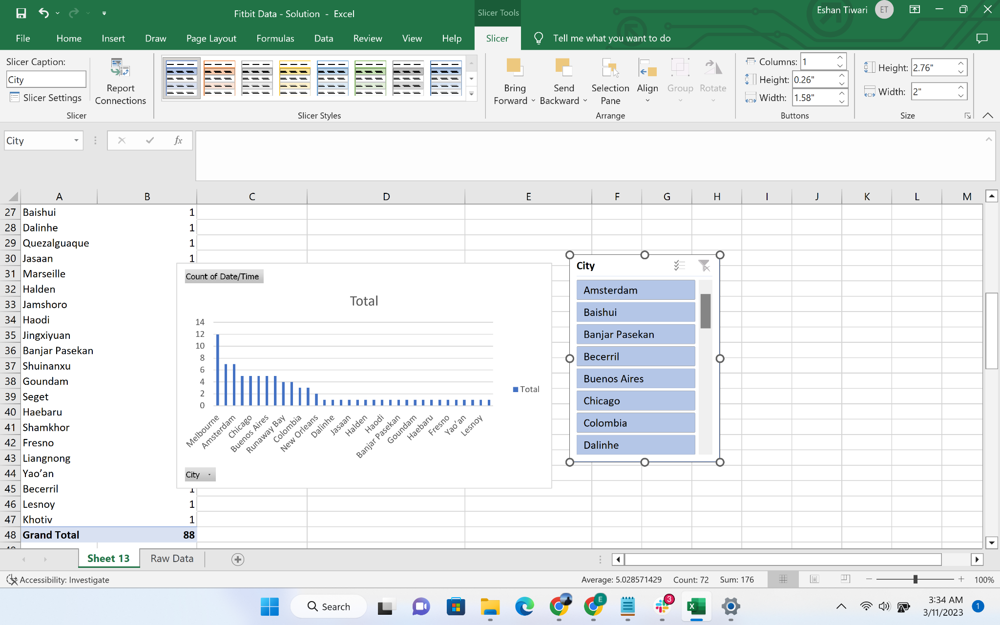 Fitbit Data - Solution - Excel
Slicer Tools
Eshan Tiwari
ET
File
Home
Insert
Draw
Page Layout
Formulas
Data
Review
View
Help
Slicer
Tell me what you want to do
Slicer Caption:
City
Slicer Settings
Report
Connections
Slicer
Slicer Styles
Bring
Forward
Send
Backward
Selection
Pane
Align
Group
Rotate
Arrange
Columns: 1
Height: 0.26"
Width: 1.58"
Buttons
Height: 2.76"
Width: 2"
Size
City
fx
A B C D E F G H I J K L M
27 Baishui 1
28 Dalinhe 1
29 Quezalguaque 1
30 Jasaan 1
31 Marseille
32 Halden
33 Jamshoro
34 Haodi
35 Jingxiyuan
36 Banjar Pasekan
37 Shuinanxu
38 Goundam
39 Seget
40 Haebaru
41 Shamkhor
42 Fresno
43 Liangnong
44 Yao’an
45 Becerril 1
46 Lesnoy 1
47 Khotiv 1
48 Grand Total 88
Count of Date/Time
Total
14
12
10
8
6
4
2
0
Melbourne
Amsterdam
Chicago
Buenos Aires
Runaway Bay
Colombia
New Orleans
Dalinhe
Jasaan
Halden
Haodi
Banjar Pasekan
Goundam
Haebaru
Fresno
Yao’an
Lesnoy
Total
City
City
Amsterdam
Baishui
Banjar Pasekan
Becerril
Buenos Aires
Chicago
Colombia
Dalinhe
Sheet 13
Raw Data
Accessibility: Investigate
Average: 5.028571429
Count: 72
Sum: 176
100%
Search
E
3
X
3:34 AM
3/11/2023
1